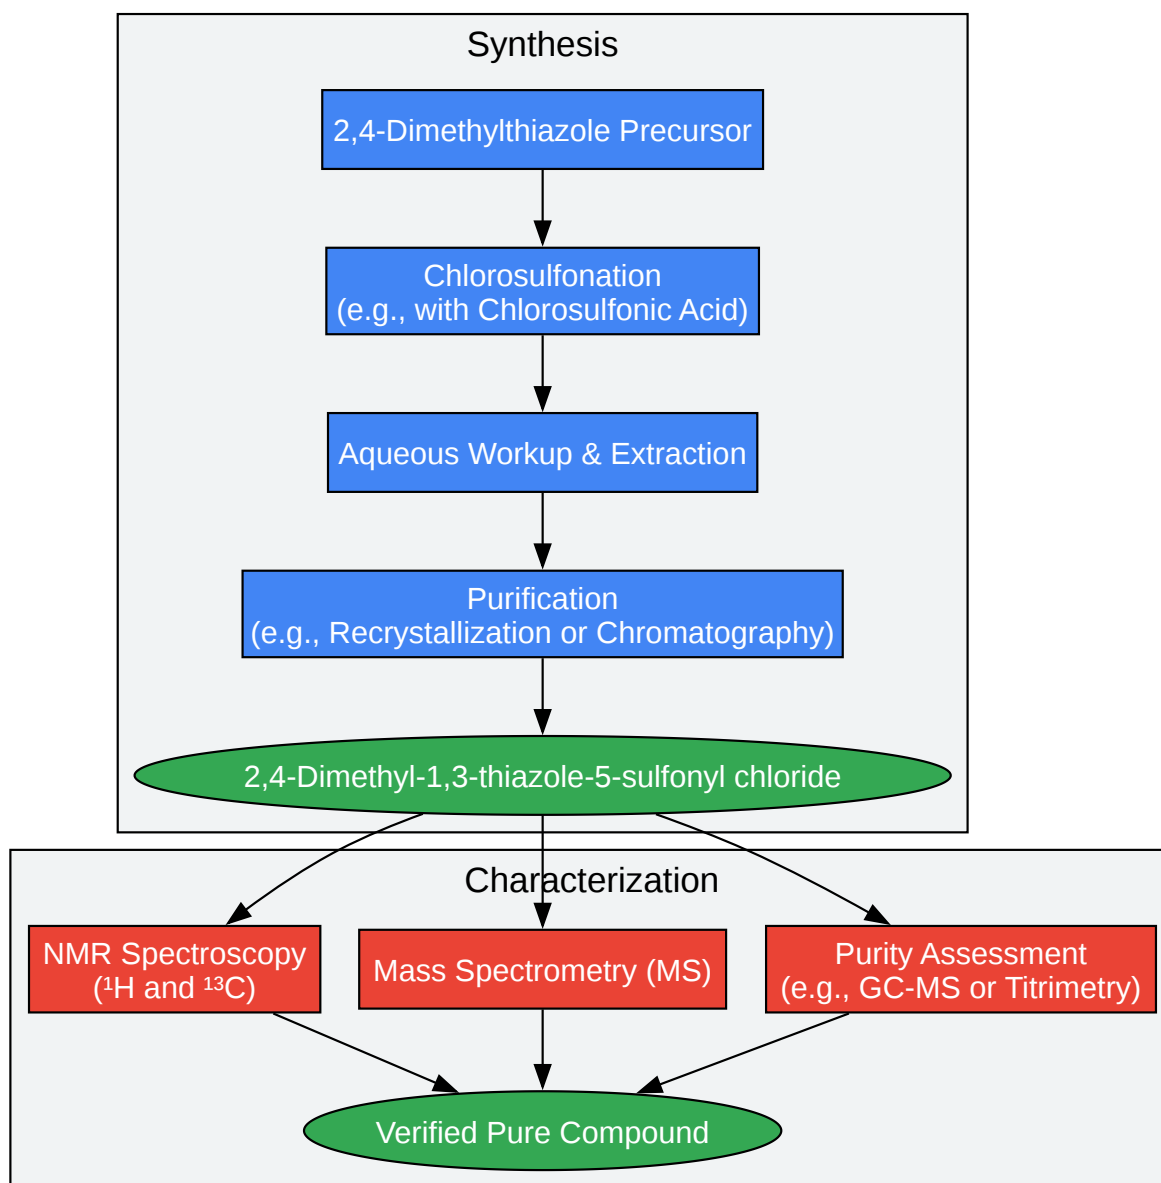 Synthesis
2,4-Dimethylthiazole Precursor
Chlorosulfonation
(e.g., with Chlorosulfonic Acid)
Aqueous Workup & Extraction
Purification
(e.g., Recrystallization or Chromatography)
2,4-Dimethyl-1,3-thiazole-5-sulfonyl chloride
Characterization
NMR Spectroscopy
(¹H and ¹³C)
Mass Spectrometry (MS)
Purity Assessment
(e.g., GC-MS or Titrimetry)
Verified Pure Compound